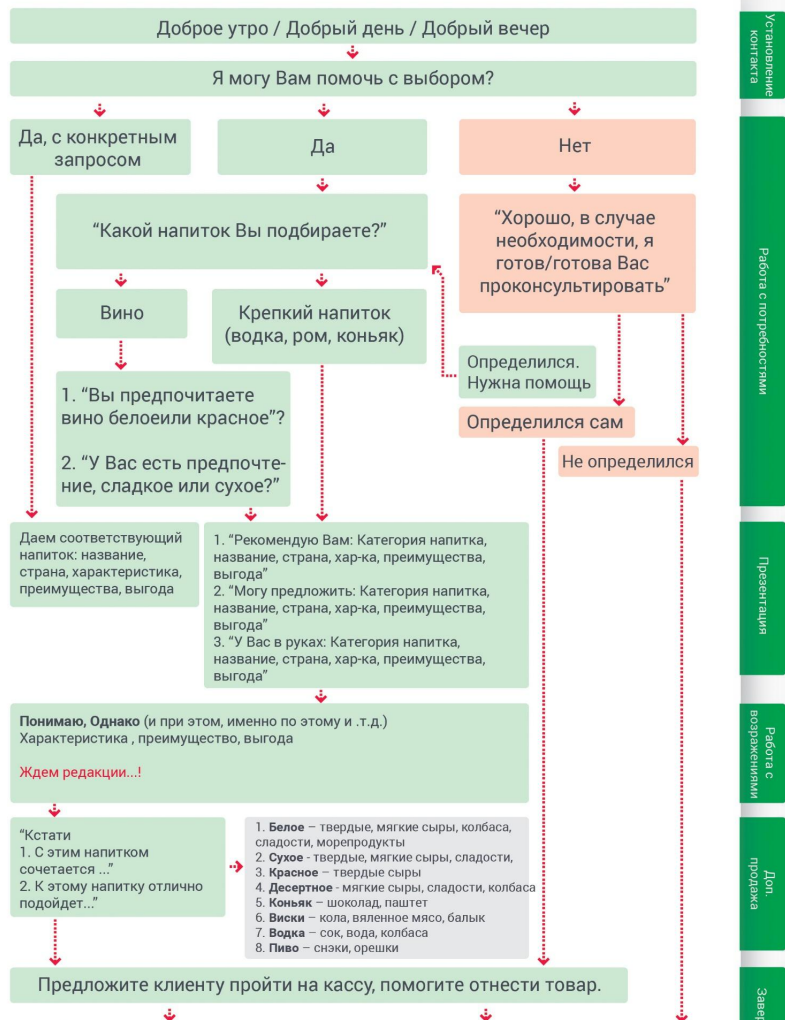 Доброе утро / Добрый день / Добрый вечер
Установление
контакта
Я могу Вам помочь с выбором?
Да, с конкретным
запросом
Да
Нет
Работа с потребностями
“Какой напиток Вы подбираете?”
“Хорошо, в случае
необходимости, я
готов/готова Вас
проконсультировать”
Вино
Крепкий напиток
(водка, ром, коньяк)
Определился.
Нужна помощь
1. “Вы предпочитаете
вино белоеили красное”?
2. “У Вас есть предпочте-
ние, сладкое или сухое?”
Определился сам
Не определился
Даем соответствующий
напиток: название,
страна, характеристика,
преимущества, выгода
1. “Рекомендую Вам: Категория напитка,
название, страна, хар-ка, преимущества,
выгода”
2. “Могу предложить: Категория напитка,
название, страна, хар-ка, преимущества,
выгода”
3. “У Вас в руках: Категория напитка,
название, страна, хар-ка, преимущества,
выгода”
Презентация
Понимаю, Однако (и при этом, именно по этому и .т.д.)
Характеристика , преимущество, выгода
Ждем редакции...!
Работа с
возражениями
“Кстати
1. С этим напитком
сочетается ...”
2. К этому напитку отлично
подойдет...”
1. Белое – твердые, мягкие сыры, колбаса,
сладости, морепродукты
2. Сухое - твердые, мягкие сыры, сладости,
3. Красное – твердые сыры
4. Десертное - мягкие сыры, сладости, колбаса
5. Коньяк – шоколад, паштет
6. Виски – кола, вяленное мясо, балык
7. Водка – сок, вода, колбаса
8. Пиво – снэки, орешки
Доп.
продажа
Предложите клиенту пройти на кассу, помогите отнести товар.
Завер